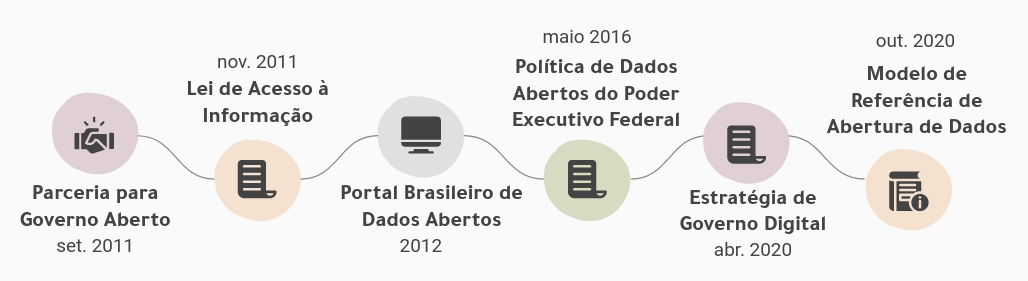 Parceria para
Governo Aberto
set. 2011
nov. 2011
Lei de Acesso à
Informação
Portal Brasileiro de
Dados Abertos
2012
maio 2016
Política de Dados
Abertos do Poder
Executivo Federal
Estratégia de
Governo Digital
abr. 2020
out. 2020
Modelo de
Referência de
Abertura de Dados